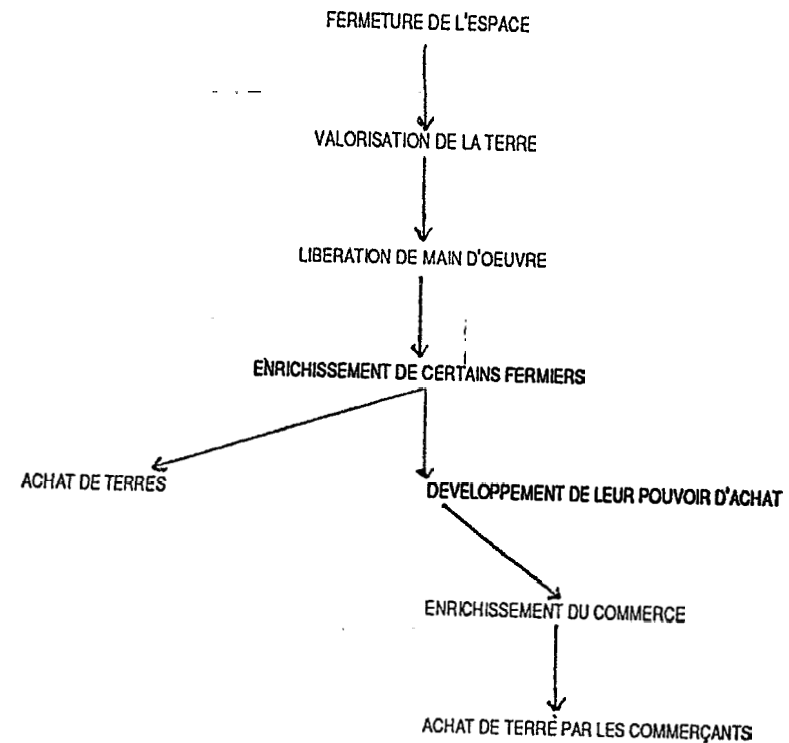 FERMETURE DE L'ESPACE
VALORISATION DE LA TERRE
LIBERATION DE MAIN D'OEUVRE
ENRICHISSEMENT DE CERTAINS FERMIERS
ACHAT DE TERRES
DEVELOPPEMENT DE LEUR POUVOIR D'ACHAT
ENRICHISSEMENT DU COMMERCE
ACHAT DE TERRE PAR LES COMMERÇANTS